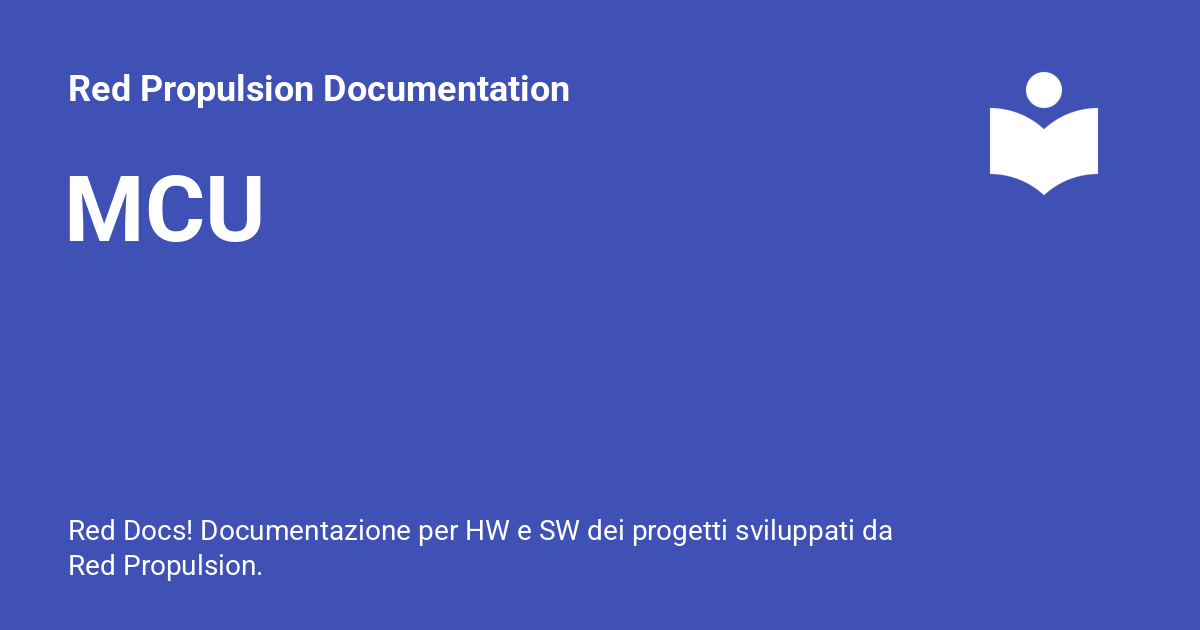 Red Propulsion Documentation
MCU
Red Docs! Documentazione per HW e SW dei progetti sviluppati da
Red Propulsion.